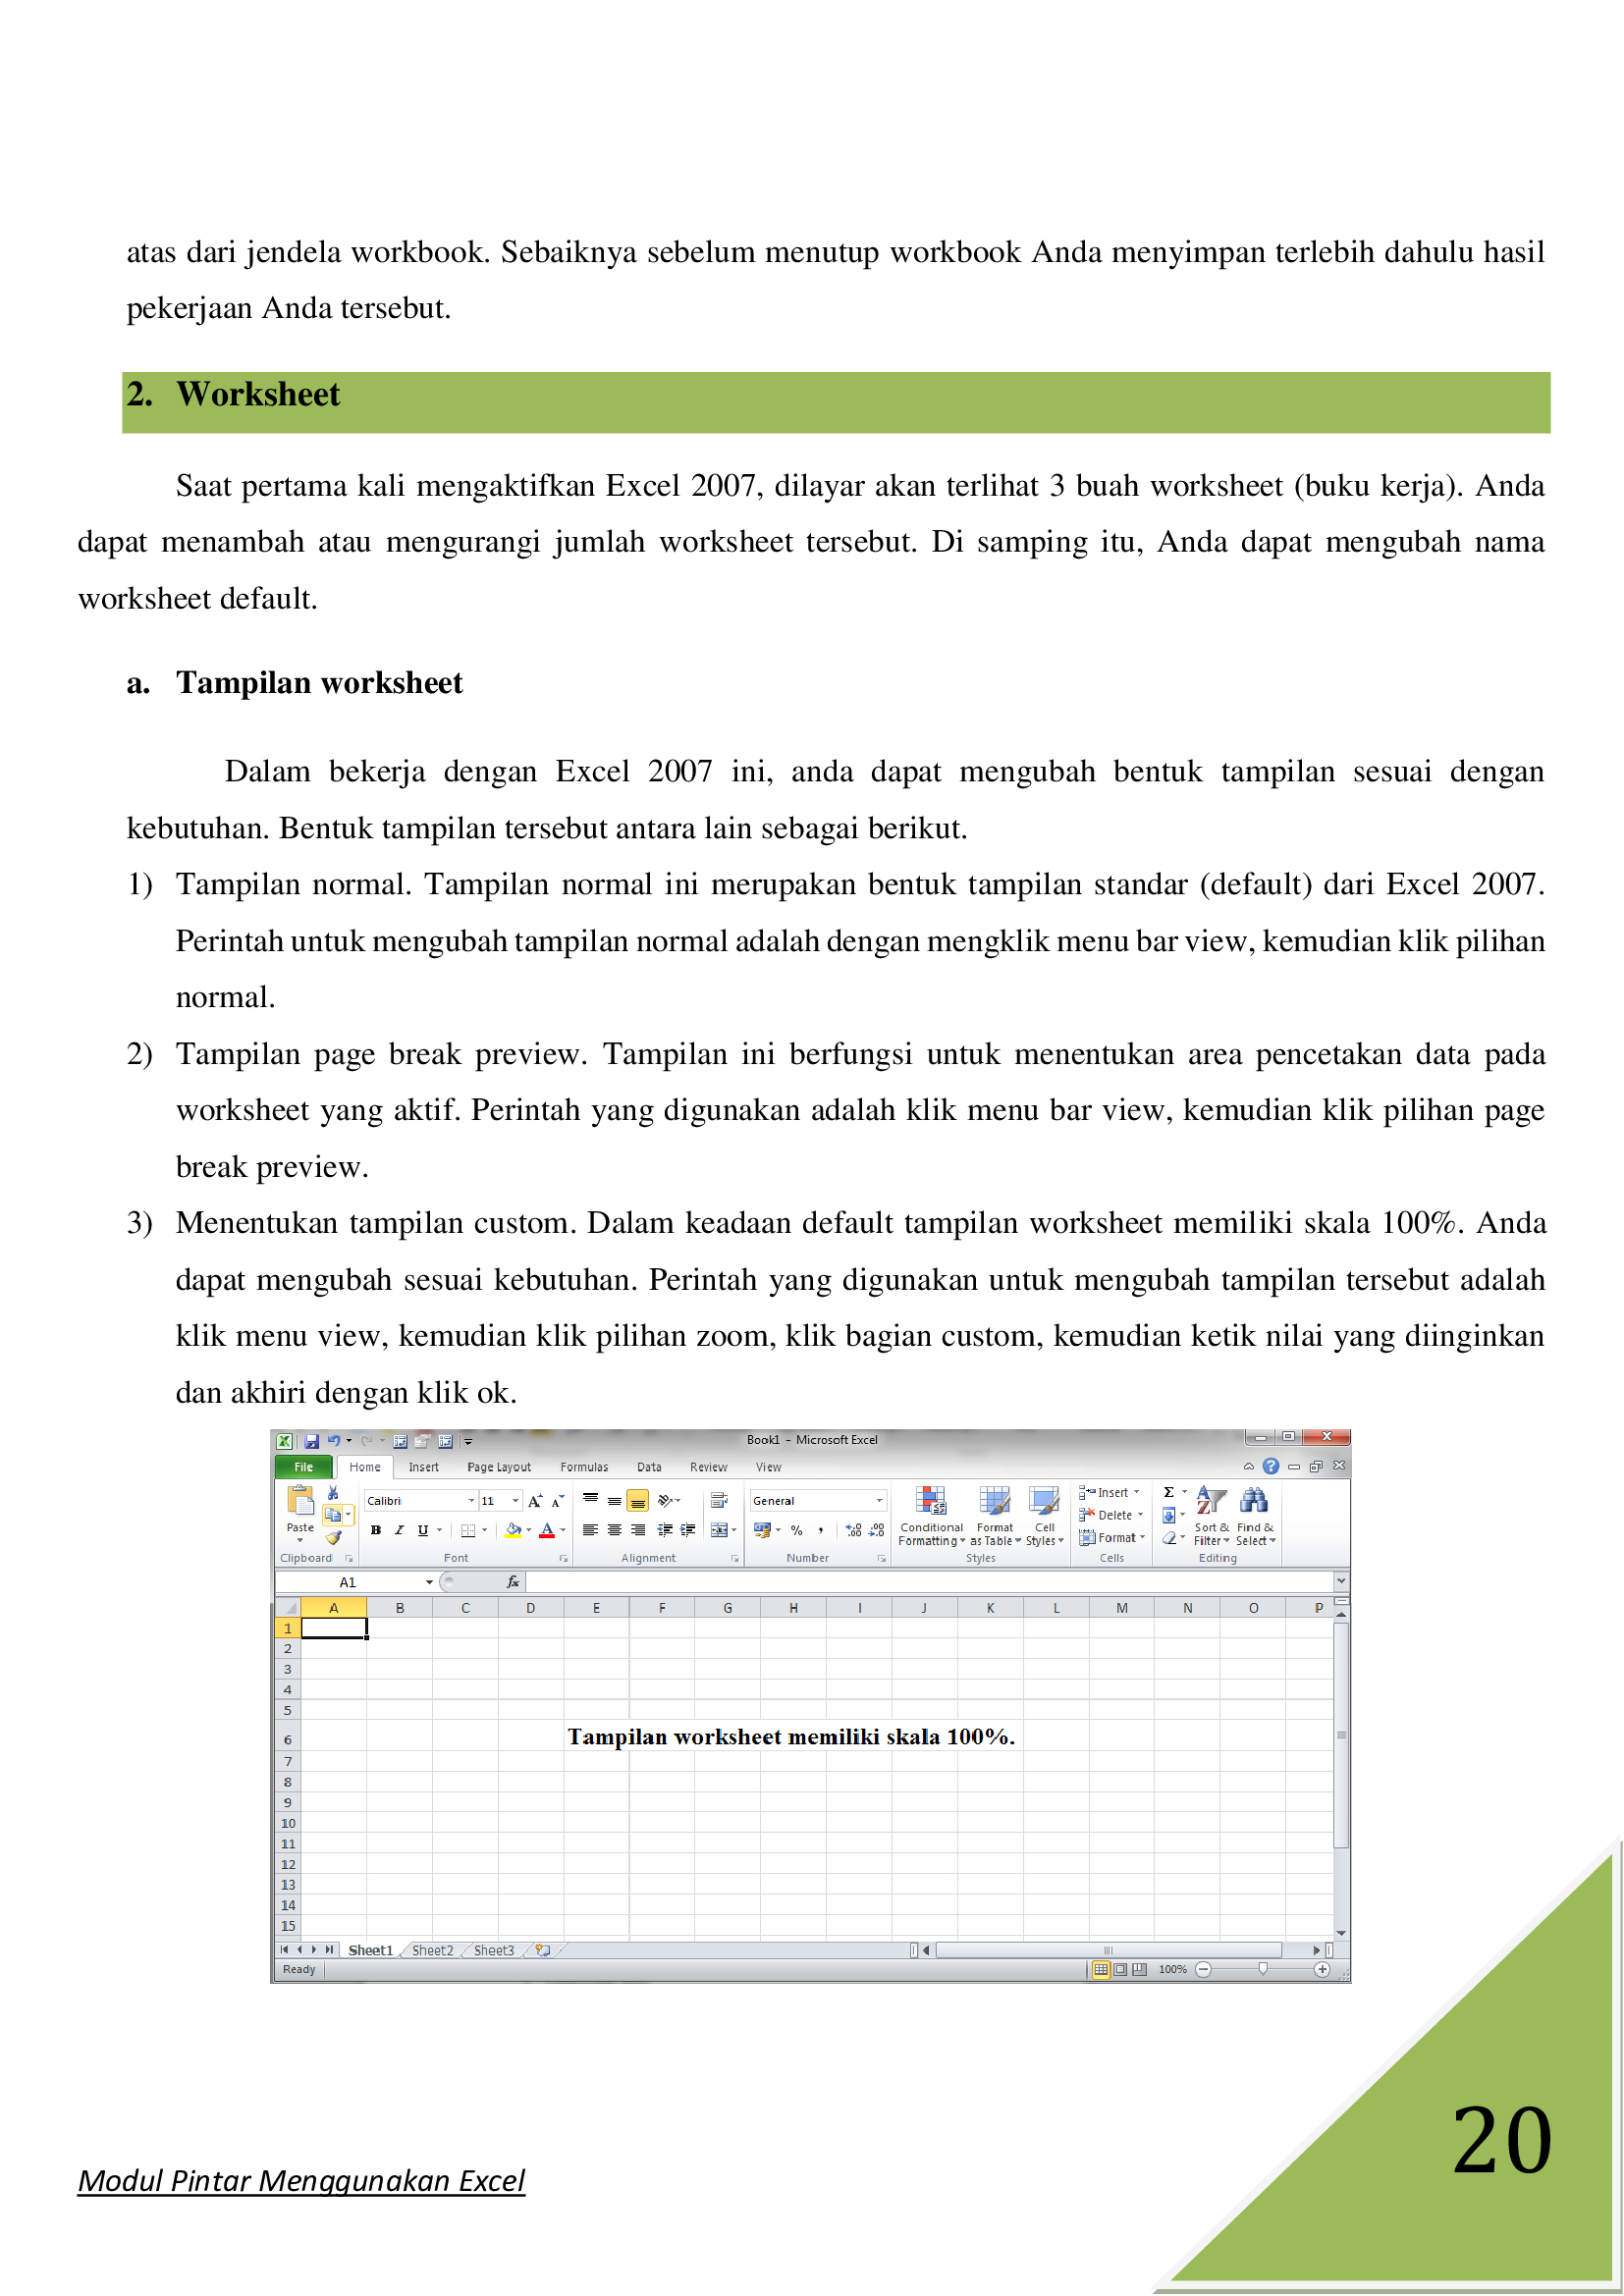 atas dari jendela workbook. Sebaiknya sebelum menutup workbook Anda menyimpan terlebih dahulu hasil
pekerjaan Anda tersebut.
2. Worksheet
Saat pertama kali mengaktifkan Excel 2007, dilayar akan terlihat 3 buah worksheet (buku kerja). Anda
dapat menambah atau mengurangi jumlah worksheet tersebut. Di samping itu, Anda dapat mengubah nama
worksheet default.
a. Tampilan worksheet
Dalam bekerja dengan Excel 2007 ini, anda dapat mengubah bentuk tampilan sesuai dengan
kebutuhan. Bentuk tampilan tersebut antara lain sebagai berikut.
1) Tampilan normal. Tampilan normal ini merupakan bentuk tampilan standar (default) dari Excel 2007.
Perintah untuk mengubah tampilan normal adalah dengan mengklik menu bar view, kemudian klik pilihan
normal.
2) Tampilan page break preview. Tampilan ini berfungsi untuk menentukan area pencetakan data pada
worksheet yang aktif. Perintah yang digunakan adalah klik menu bar view, kemudian klik pilihan page
break preview.
3) Menentukan tampilan custom. Dalam keadaan default tampilan worksheet memiliki skala 100%. Anda
dapat mengubah sesuai kebutuhan. Perintah yang digunakan untuk mengubah tampilan tersebut adalah
klik menu view, kemudian klik pilihan zoom, klik bagian custom, kemudian ketik nilai yang diinginkan
dan akhiri dengan klik ok.
Book1 - Microsoft Excel
File Home Insert Page Layout Formulas Data Review View
Calibri 11 A A General Insert Σ
Paste B I U A % , .00 .0 Conditional Format Cell Delete Sort & Find &
Formatting as Table Styles Format Filter Select
Clipboard Font Alignment Number Styles Cells Editing
A1 fx
A B C D E F G H I J K L M N O P
1
2
3
4
5
6 Tampilan worksheet memiliki skala 100%.
7
8
9
10
11
12
13
14
15
Sheet1 Sheet2 Sheet3
Ready 100%
20
Modul Pintar Menggunakan Excel